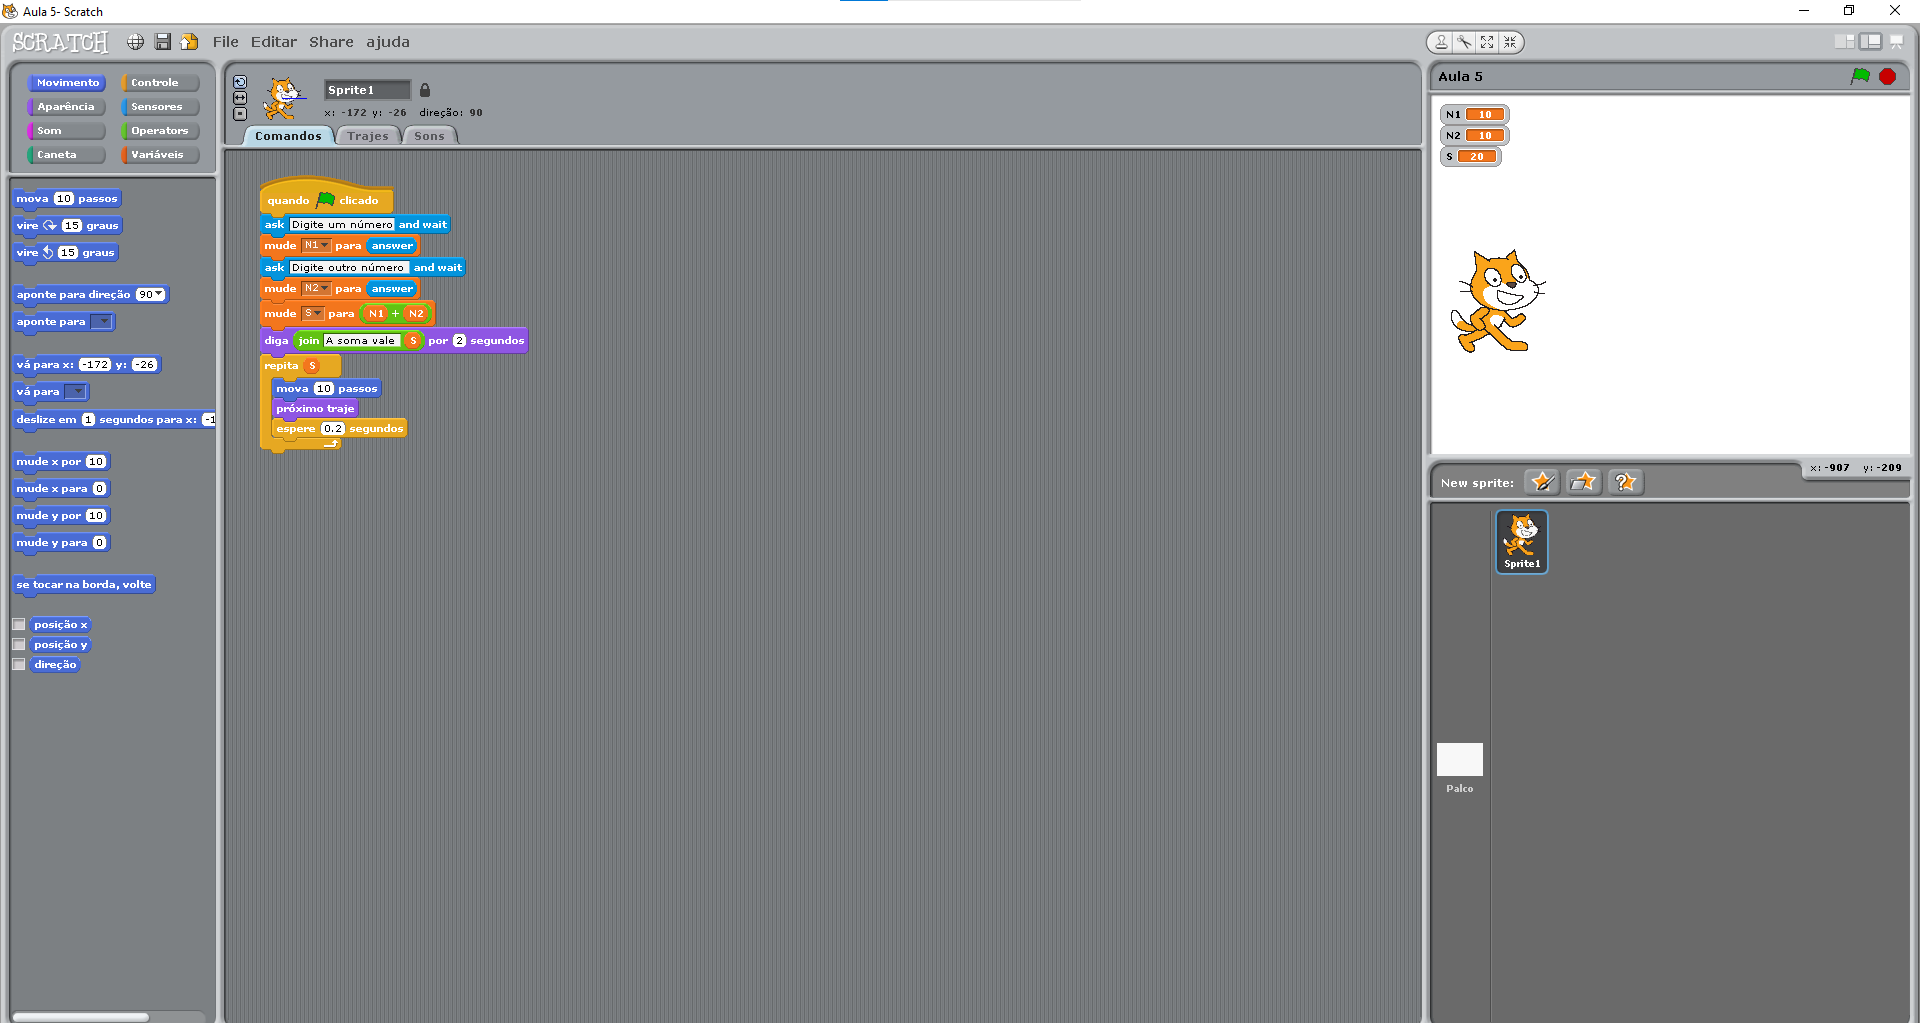 Aula 5- Scratch
SCRATCH File Editar Share ajuda
Movimento Controle
Aparência Sensores
Som Operators
Caneta Variáveis
mova 10 passos
vire 15 graus
vire 15 graus
aponte para direção 90
aponte para
vá para x: -172 y: -26
vá para
deslize em 1 segundos para x: -1
mude x por 10
mude x para 0
mude y por 10
mude y para 0
se tocar na borda, volte
posição x
posição y
direção
Sprite1
x: -172 y: -26 direção: 90
Comandos Trajes Sons
quando clicado
ask Digite um número and wait
mude N1 para answer
ask Digite outro número and wait
mude N2 para answer
mude S para N1 + N2
diga join A soma vale S por 2 segundos
repita S
mova 10 passos
próximo traje
espere 0.2 segundos
Aula 5
N1 10
N2 10
S 20
x: -907 y: -209
New sprite:
Sprite1
Palco